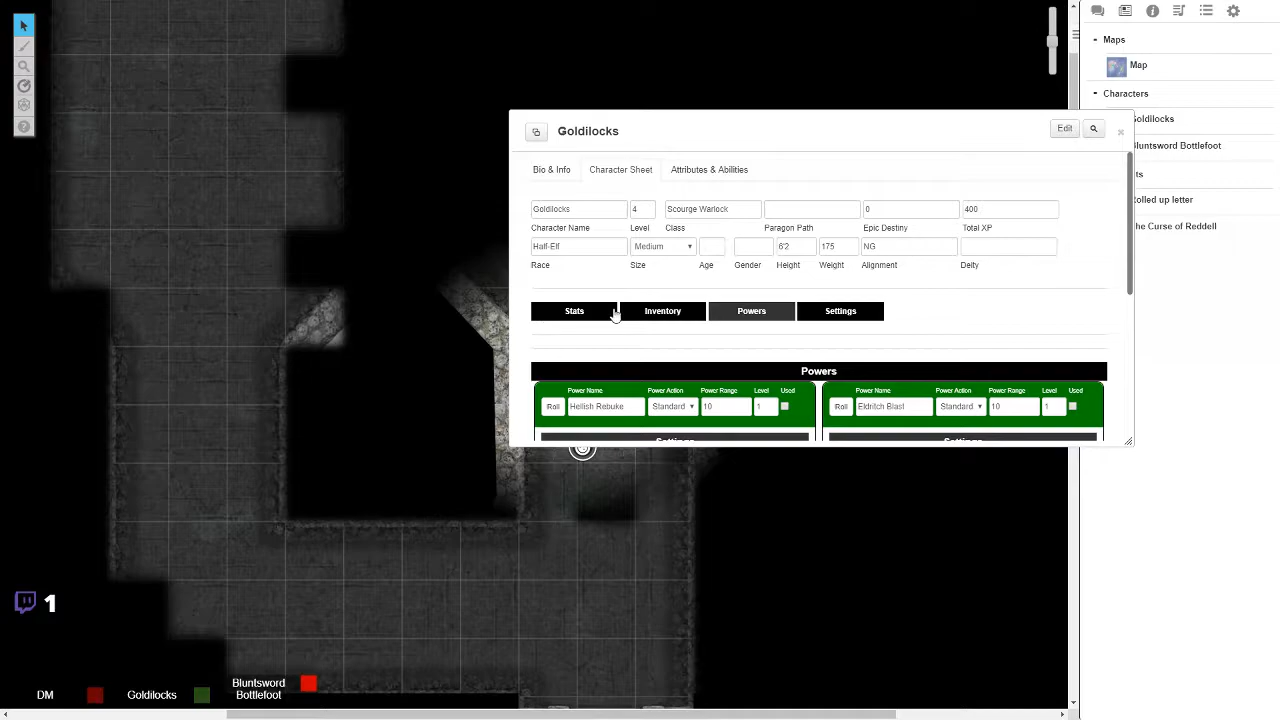 Maps
Map
Characters
Goldilocks
Bluntsword Bottlefoot
Rolled up letter
The Curse of Reddell
Goldilocks
Edit
Bio & Info
Character Sheet
Attributes & Abilities
Goldilocks 4 Scourge Warlock 0 400
Character Name Level Class Paragon Path Epic Destiny Total XP
Half-Elf Medium 6'2 175 NG
Race Size Age Gender Height Weight Alignment Deity
Stats Inventory Powers Settings
Powers
Power Name Power Action Power Range Level Used Power Name Power Action Power Range Level Used
Roll Hellish Rebuke Standard 10 1 Roll Eldritch Blast Standard 10 1
Settings Settings
1
DM Goldilocks Bluntsword
Bottlefoot